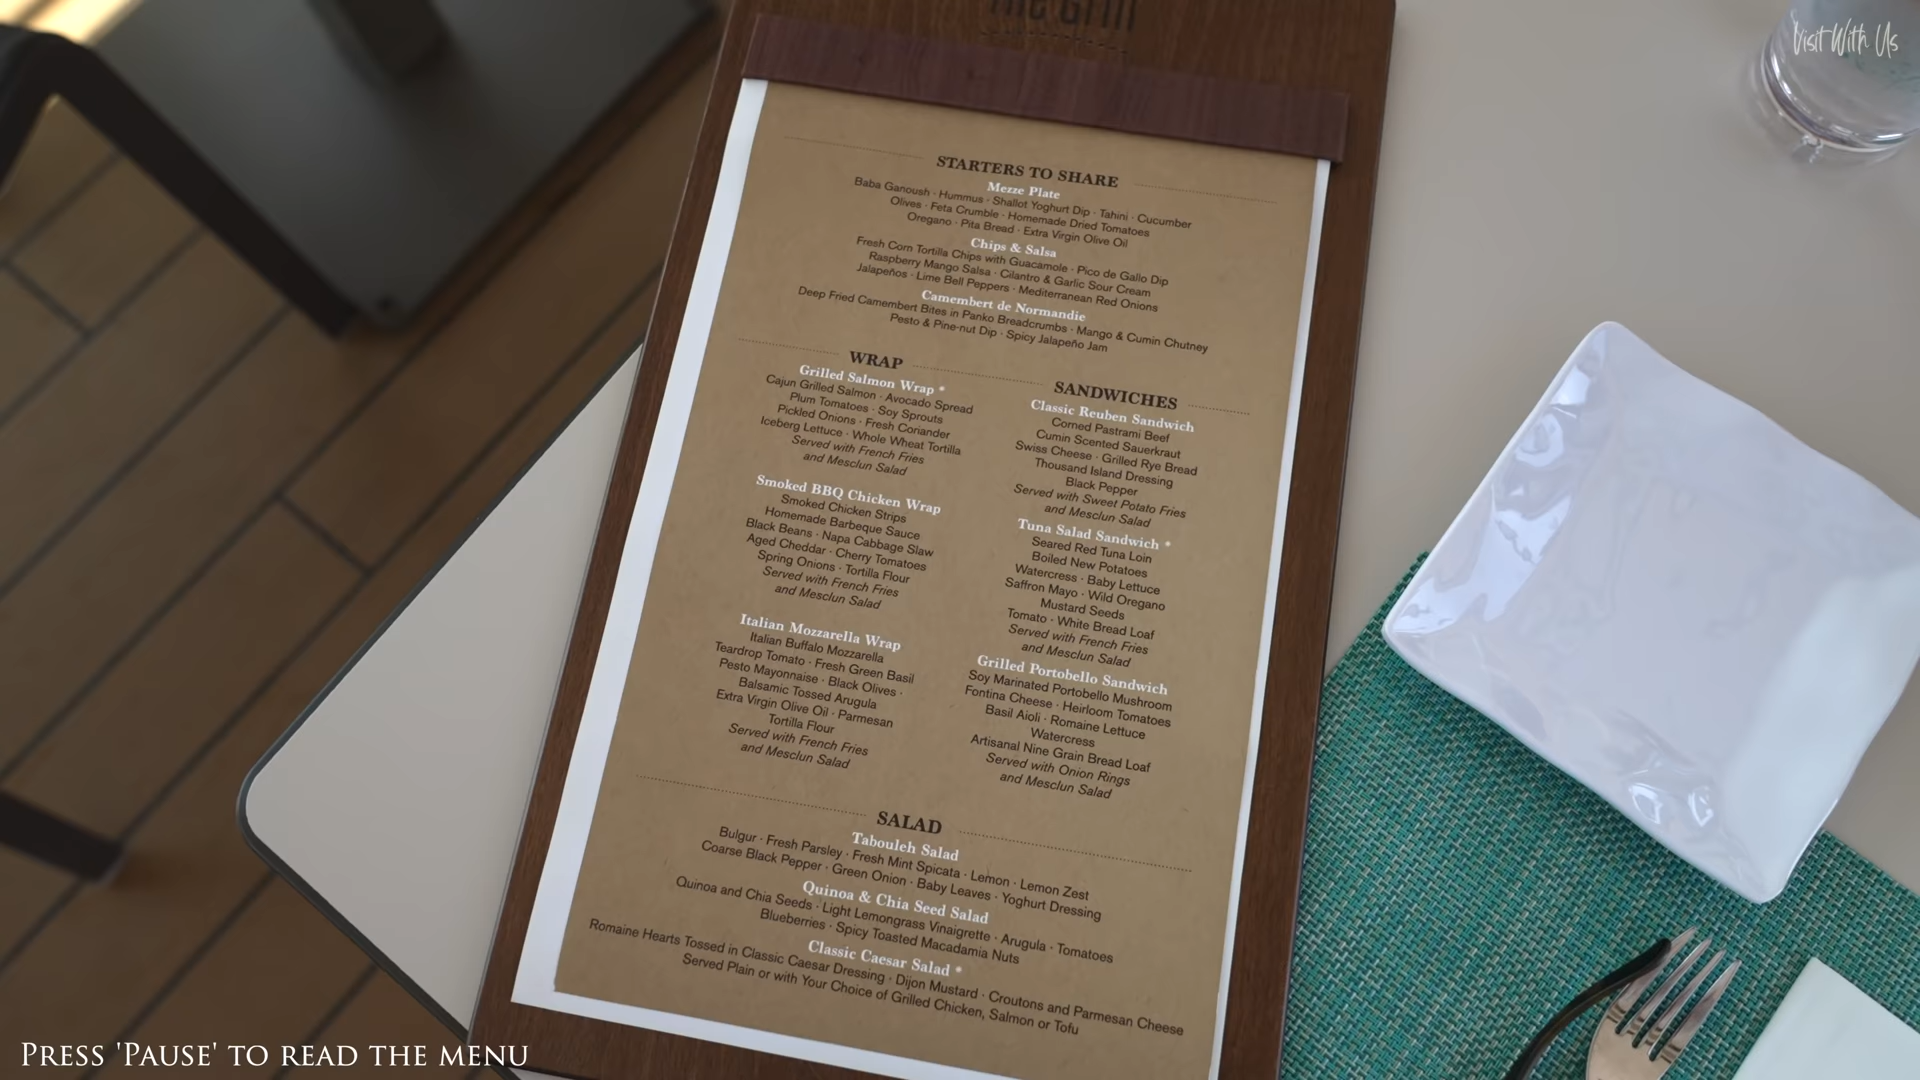 The Grill
Visit With Us
STARTERS TO SHARE
Mezze Plate
Baba Ganoush · Hummus · Shallot Yoghurt Dip · Tahini · Cucumber
Olives · Feta Crumble · Homemade Dried Tomatoes
Oregano · Pita Bread · Extra Virgin Olive Oil
Chips & Salsa
Fresh Corn Tortilla Chips with Guacamole · Pico de Gallo Dip
Raspberry Mango Salsa · Cilantro & Garlic Sour Cream
Jalapeños · Lime Bell Peppers · Mediterranean Red Onions
Camembert de Normandie
Deep Fried Camembert Bites in Panko Breadcrumbs · Mango & Cumin Chutney
Pesto & Pine-nut Dip · Spicy Jalapeño Jam
WRAP
Grilled Salmon Wrap *
Cajun Grilled Salmon · Avocado Spread
Plum Tomatoes · Soy Sprouts
Pickled Onions · Fresh Coriander
Iceberg Lettuce · Whole Wheat Tortilla
Served with French Fries
and Mesclun Salad
Smoked BBQ Chicken Wrap
Smoked Chicken Strips
Homemade Barbeque Sauce
Black Beans · Napa Cabbage Slaw
Aged Cheddar · Cherry Tomatoes
Spring Onions · Tortilla Flour
Served with French Fries
and Mesclun Salad
Italian Mozzarella Wrap
Italian Buffalo Mozzarella
Teardrop Tomato · Fresh Green Basil
Pesto Mayonnaise · Black Olives ·
Balsamic Tossed Arugula
Extra Virgin Olive Oil · Parmesan
Tortilla Flour
Served with French Fries
and Mesclun Salad
SANDWICHES
Classic Reuben Sandwich
Corned Pastrami Beef
Cumin Scented Sauerkraut
Swiss Cheese · Grilled Rye Bread
Thousand Island Dressing
Black Pepper
Served with Sweet Potato Fries
and Mesclun Salad
Tuna Salad Sandwich *
Seared Red Tuna Loin
Boiled New Potatoes
Watercress · Baby Lettuce
Saffron Mayo · Wild Oregano
Mustard Seeds
Tomato · White Bread Loaf
Served with French Fries
and Mesclun Salad
Grilled Portobello Sandwich
Soy Marinated Portobello Mushroom
Fontina Cheese · Heirloom Tomatoes
Basil Aioli · Romaine Lettuce
Watercress
Artisanal Nine Grain Bread Loaf
Served with Onion Rings
and Mesclun Salad
SALAD
Tabouleh Salad
Bulgur · Fresh Parsley · Fresh Mint Spicata · Lemon · Lemon Zest
Coarse Black Pepper · Green Onion · Baby Leaves · Yoghurt Dressing
Quinoa & Chia Seed Salad
Quinoa and Chia Seeds · Light Lemongrass Vinaigrette · Arugula · Tomatoes
Blueberries · Spicy Toasted Macadamia Nuts
Classic Caesar Salad *
Romaine Hearts Tossed in Classic Caesar Dressing · Dijon Mustard · Croutons and Parmesan Cheese
Served Plain or with Your Choice of Grilled Chicken, Salmon or Tofu
PRESS 'PAUSE' TO READ THE MENU